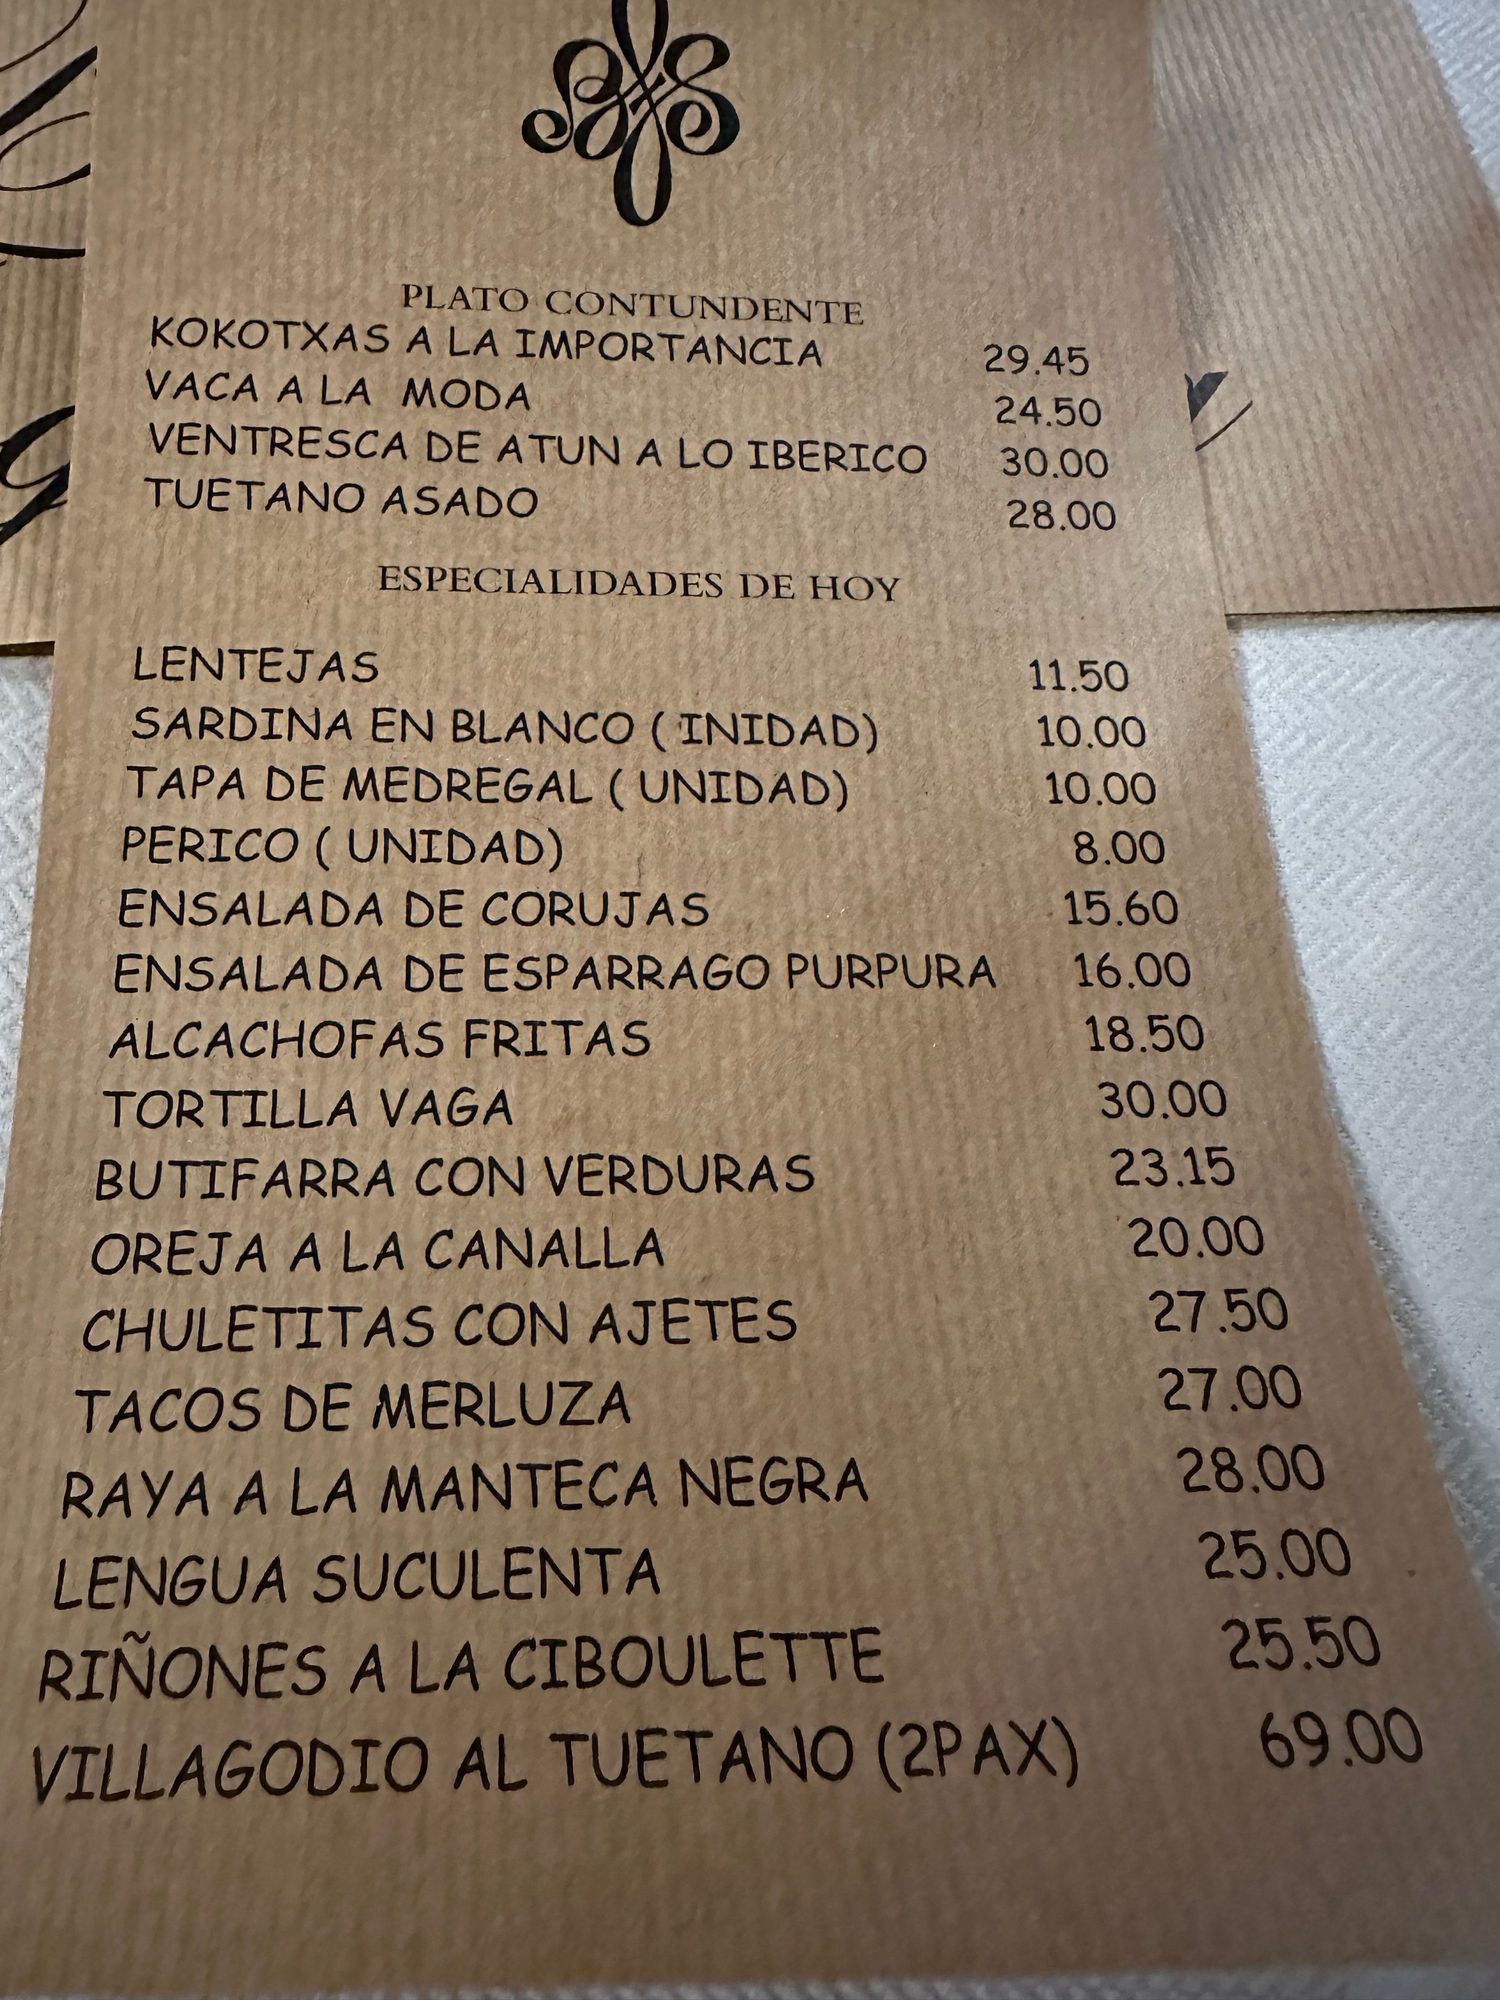 PLATO CONTUNDENTE
KOKOTXAS A LA IMPORTANCIA 29.45
VACA A LA MODA 24.50
VENTRESCA DE ATUN A LO IBERICO 30.00
TUETANO ASADO 28.00
ESPECIALIDADES DE HOY
LENTEJAS 11.50
SARDINA EN BLANCO ( INIDAD) 10.00
TAPA DE MEDREGAL ( UNIDAD) 10.00
PERICO ( UNIDAD) 8.00
ENSALADA DE CORUJAS 15.60
ENSALADA DE ESPARRAGO PURPURA 16.00
ALCACHOFAS FRITAS 18.50
TORTILLA VAGA 30.00
BUTIFARRA CON VERDURAS 23.15
OREJA A LA CANALLA 20.00
CHULETITAS CON AJETES 27.50
TACOS DE MERLUZA 27.00
RAYA A LA MANTECA NEGRA 28.00
LENGUA SUCULENTA 25.00
RIÑONES A LA CIBOULETTE 25.50
VILLAGODIO AL TUETANO (2PAX) 69.00